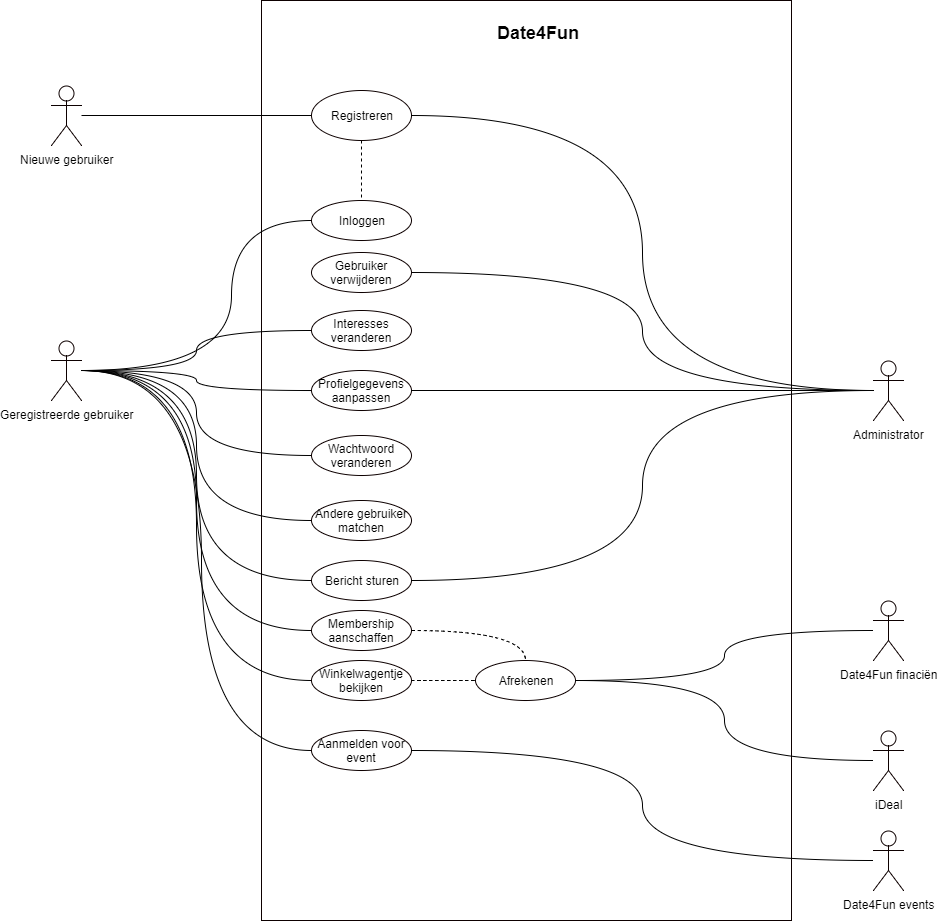 Date4Fun
Registreren
Nieuwe gebruiker
Inloggen
Gebruiker
verwijderen
Interesses
veranderen
Profielgegevens
aanpassen
Geregistreerde gebruiker
Administrator
Wachtwoord
veranderen
Andere gebruiker
matchen
Bericht sturen
Membership
aanschaffen
Winkelwagentje
bekijken
Afrekenen
Date4Fun finaciën
Aanmelden voor
event
iDeal
Date4Fun events